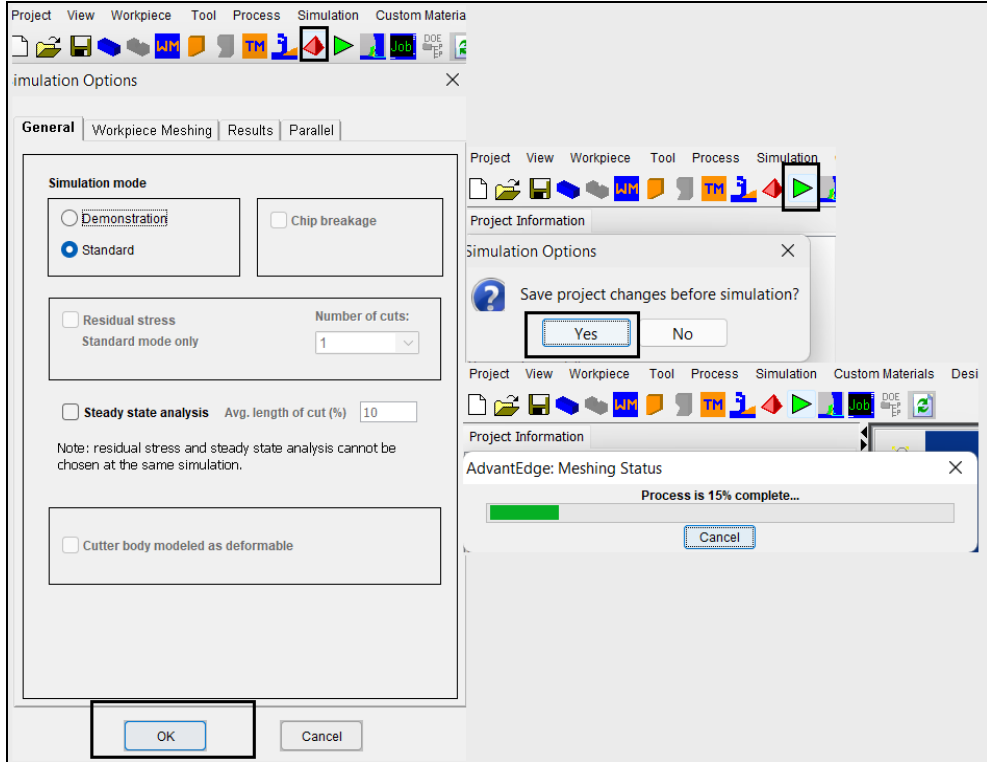 Project View Workpiece Tool Process Simulation Custom Materia
WM TM Job DOE EP
imulation Options
General Workpiece Meshing Results Parallel
Simulation mode
Demonstration
Chip breakage
Standard
Residual stress
Number of cuts:
Standard mode only
1
Steady state analysis Avg. length of cut (%) 10
Note: residual stress and steady state analysis cannot be
chosen at the same simulation.
Cutter body modeled as deformable
OK Cancel
Project View Workpiece Tool Process Simulation
WM TM
Project Information
Simulation Options
Save project changes before simulation?
Yes No
Project View Workpiece Tool Process Simulation Custom Materials Desi
WM TM Job DOE EP
Project Information
AdvantEdge: Meshing Status
Process is 15% complete...
Cancel